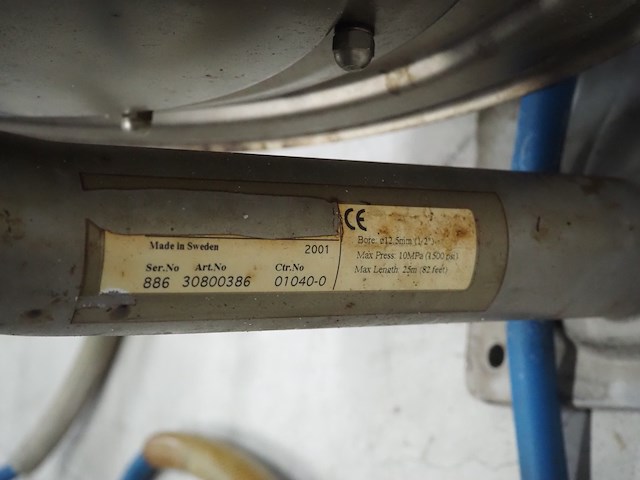 Made in Sweden 2001
Ser.No Art.No Ctr.No
886 30800386 01040-0
CE
Bore: ø12.5mm (1/2")
Max Press: 10MPa (1500 psi)
Max Length: 25m (82 feet)